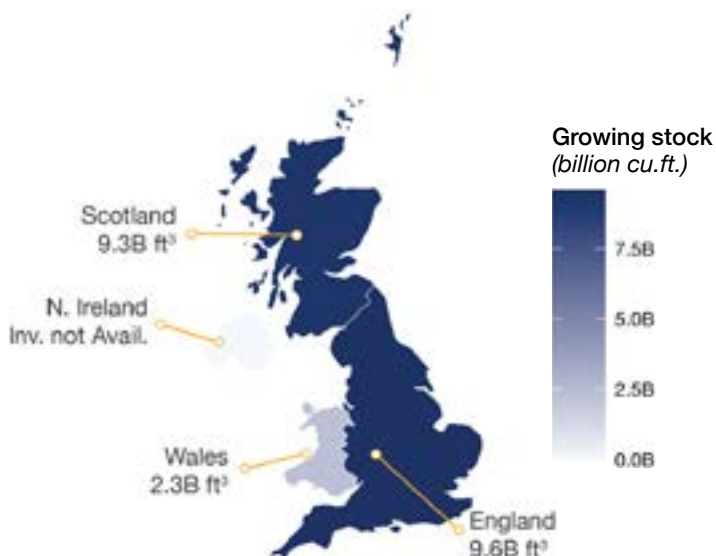 Growing stock
(billion cu.ft.)
7.5B
5.0B
2.5B
0.0B
Scotland
9.3B ft³
N. Ireland
Inv. not Avail.
Wales
2.3B ft³
England
9.6B ft³